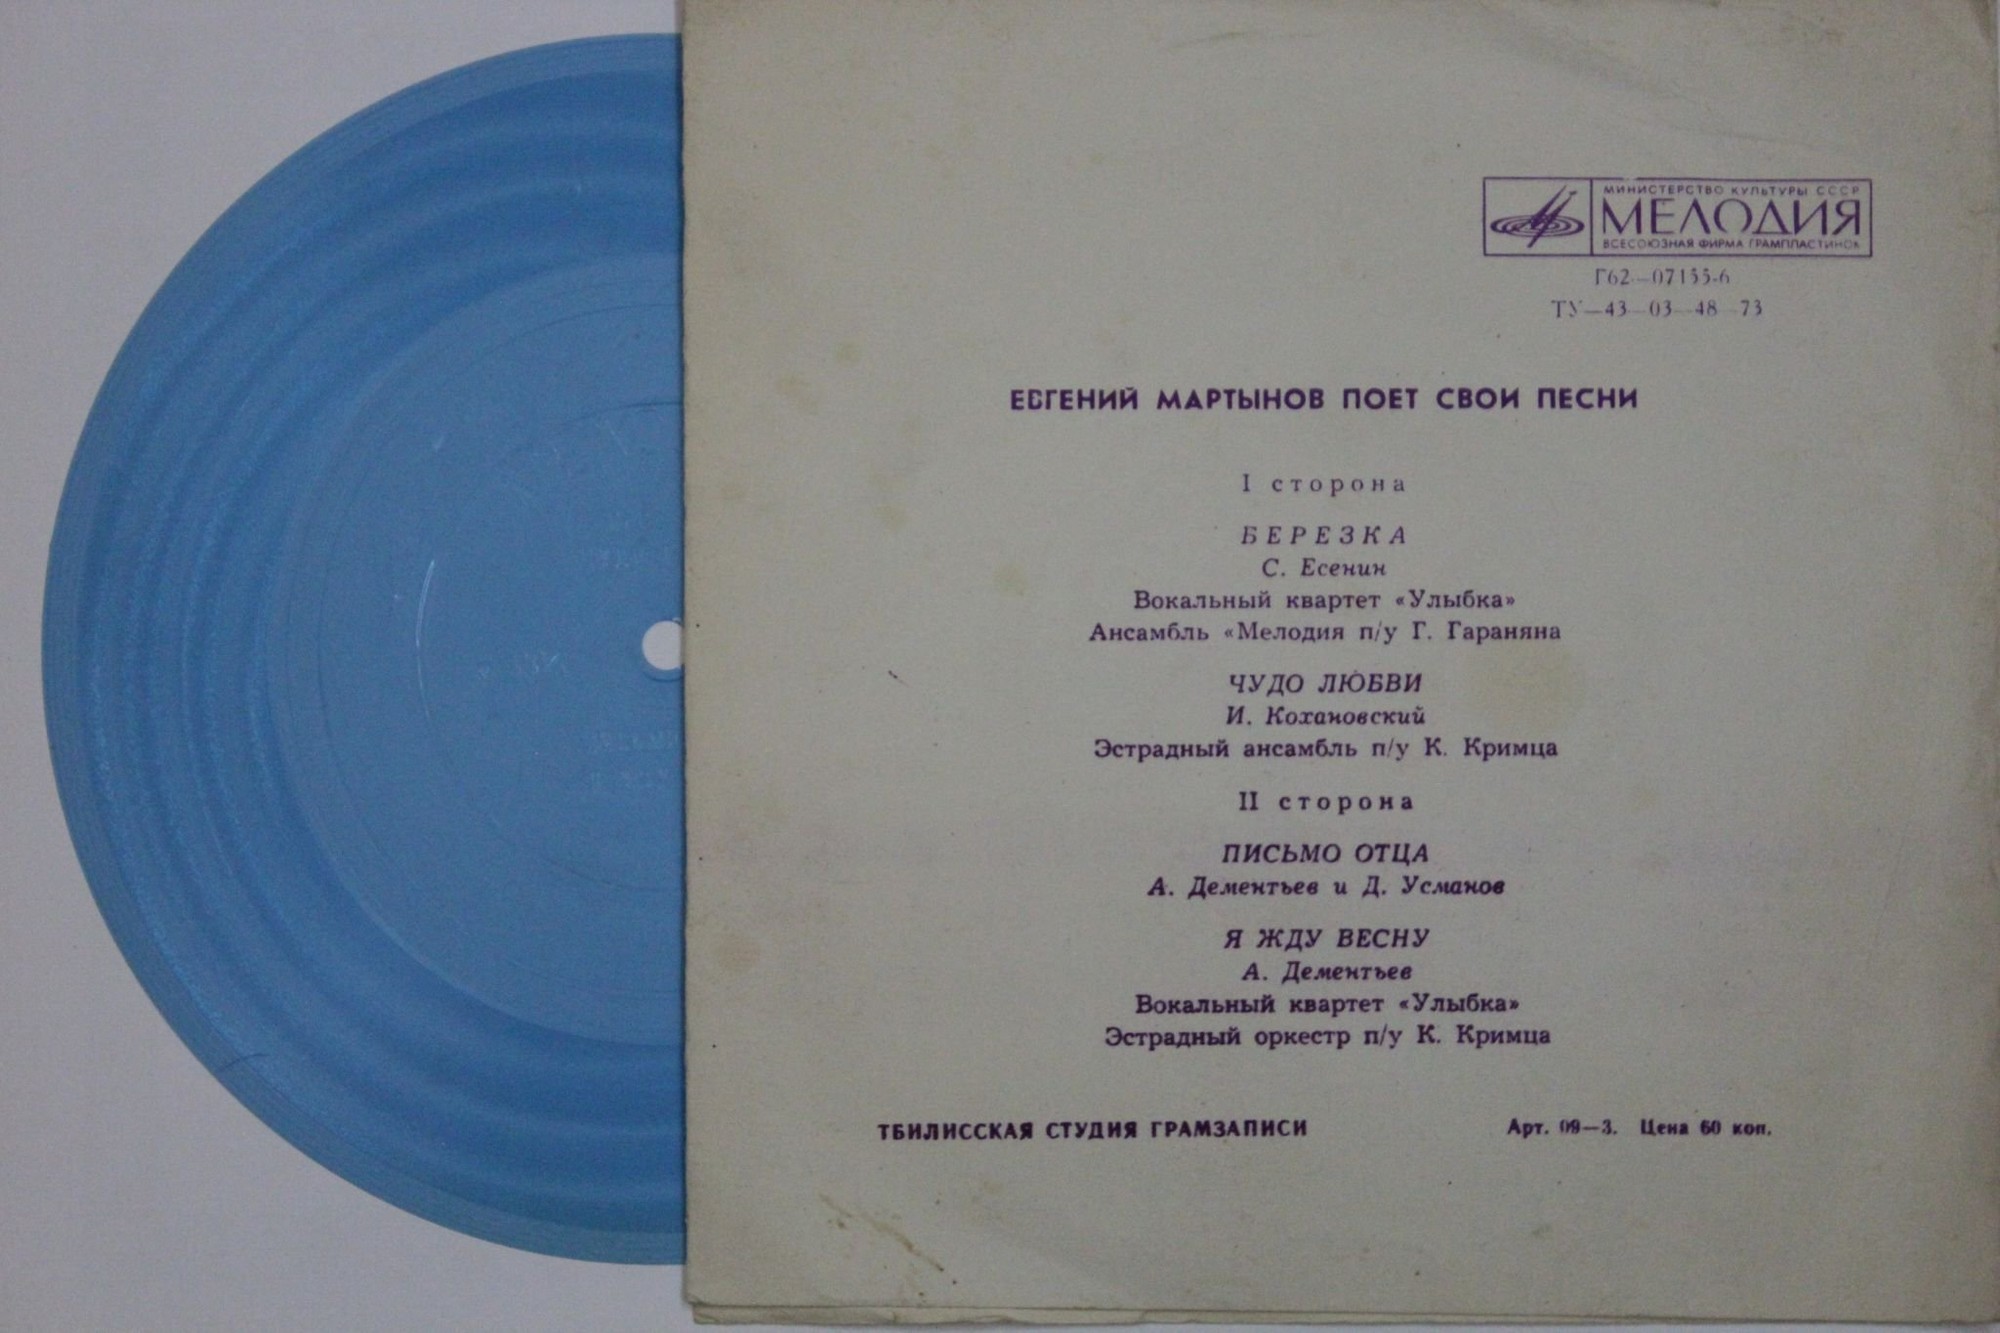 МИНИСТЕРСТВО КУЛЬТУРЫ СССР
МЕЛОДИЯ
ВСЕСОЮЗНАЯ ФИРМА ГРАМПЛАСТИНОК
Г62—07155-6
ТУ—43—03—48—73
ЕВГЕНИЙ МАРТЫНОВ ПОЕТ СВОИ ПЕСНИ
I сторона
БЕРЕЗКА
С. Есенин
Вокальный квартет «Улыбка»
Ансамбль «Мелодия п/у Г. Гараняна
ЧУДО ЛЮБВИ
И. Кохановский
Эстрадный ансамбль п/у К. Кримца
II сторона
ПИСЬМО ОТЦА
А. Дементьев и Д. Усманов
Я ЖДУ ВЕСНУ
А. Дементьев
Вокальный квартет «Улыбка»
Эстрадный оркестр п/у К. Кримца
ТБИЛИССКАЯ СТУДИЯ ГРАМЗАПИСИ
Арт. 09—3. Цена 60 коп.